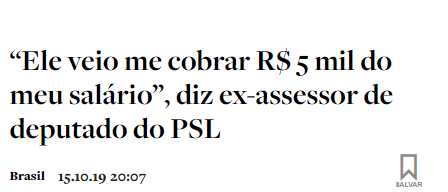 “Ele veio me cobrar R$ 5 mil do
meu salário”, diz ex-assessor de
deputado do PSL
Brasil 15.10.19 20:07
SALVAR